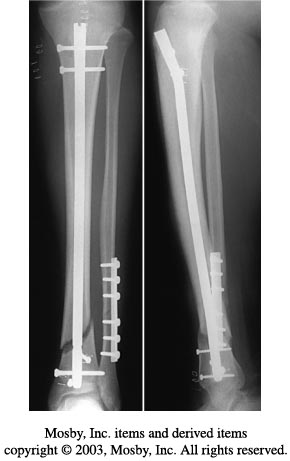 Mosby, Inc. items and derived items
copyright © 2003, Mosby, Inc. All rights reserved.